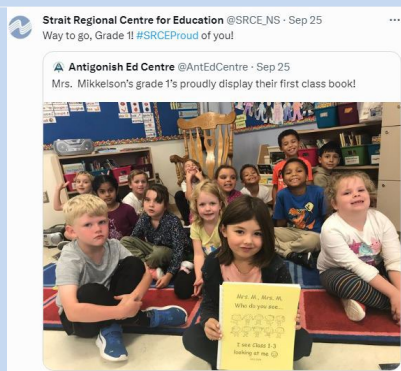 Strait Regional Centre for Education @SRCE_NS · Sep 25
Way to go, Grade 1! #SRCEProud of you!
Antigonish Ed Centre @AntEdCentre · Sep 25
Mrs. Mikkelson's grade 1's proudly display their first class book!
Mrs. M., Mrs. M.
Who do you see...
I see Class 1-3
looking at me